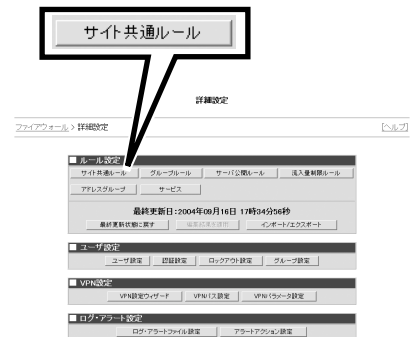 サイト共通ルール
詳細設定
ファイアウォール > 詳細設定 [ヘルプ]
■ ルール設定
サイト共通ルール グループルール サーバ公開ルール 流入量制限ルール
アドレスグループ サービス
最終更新日:2004年09月16日 17時34分56秒
最終更新状態に戻す 編集結果を適用 インポート/エクスポート
■ ユーザ設定
ユーザ設定 認証設定 ロックアウト設定 グループ設定
■ VPN設定
VPN設定ウィザード VPNパス設定 VPNパラメータ設定
■ ログ・アラート設定
ログ・アラートファイル設定 アラートアクション設定